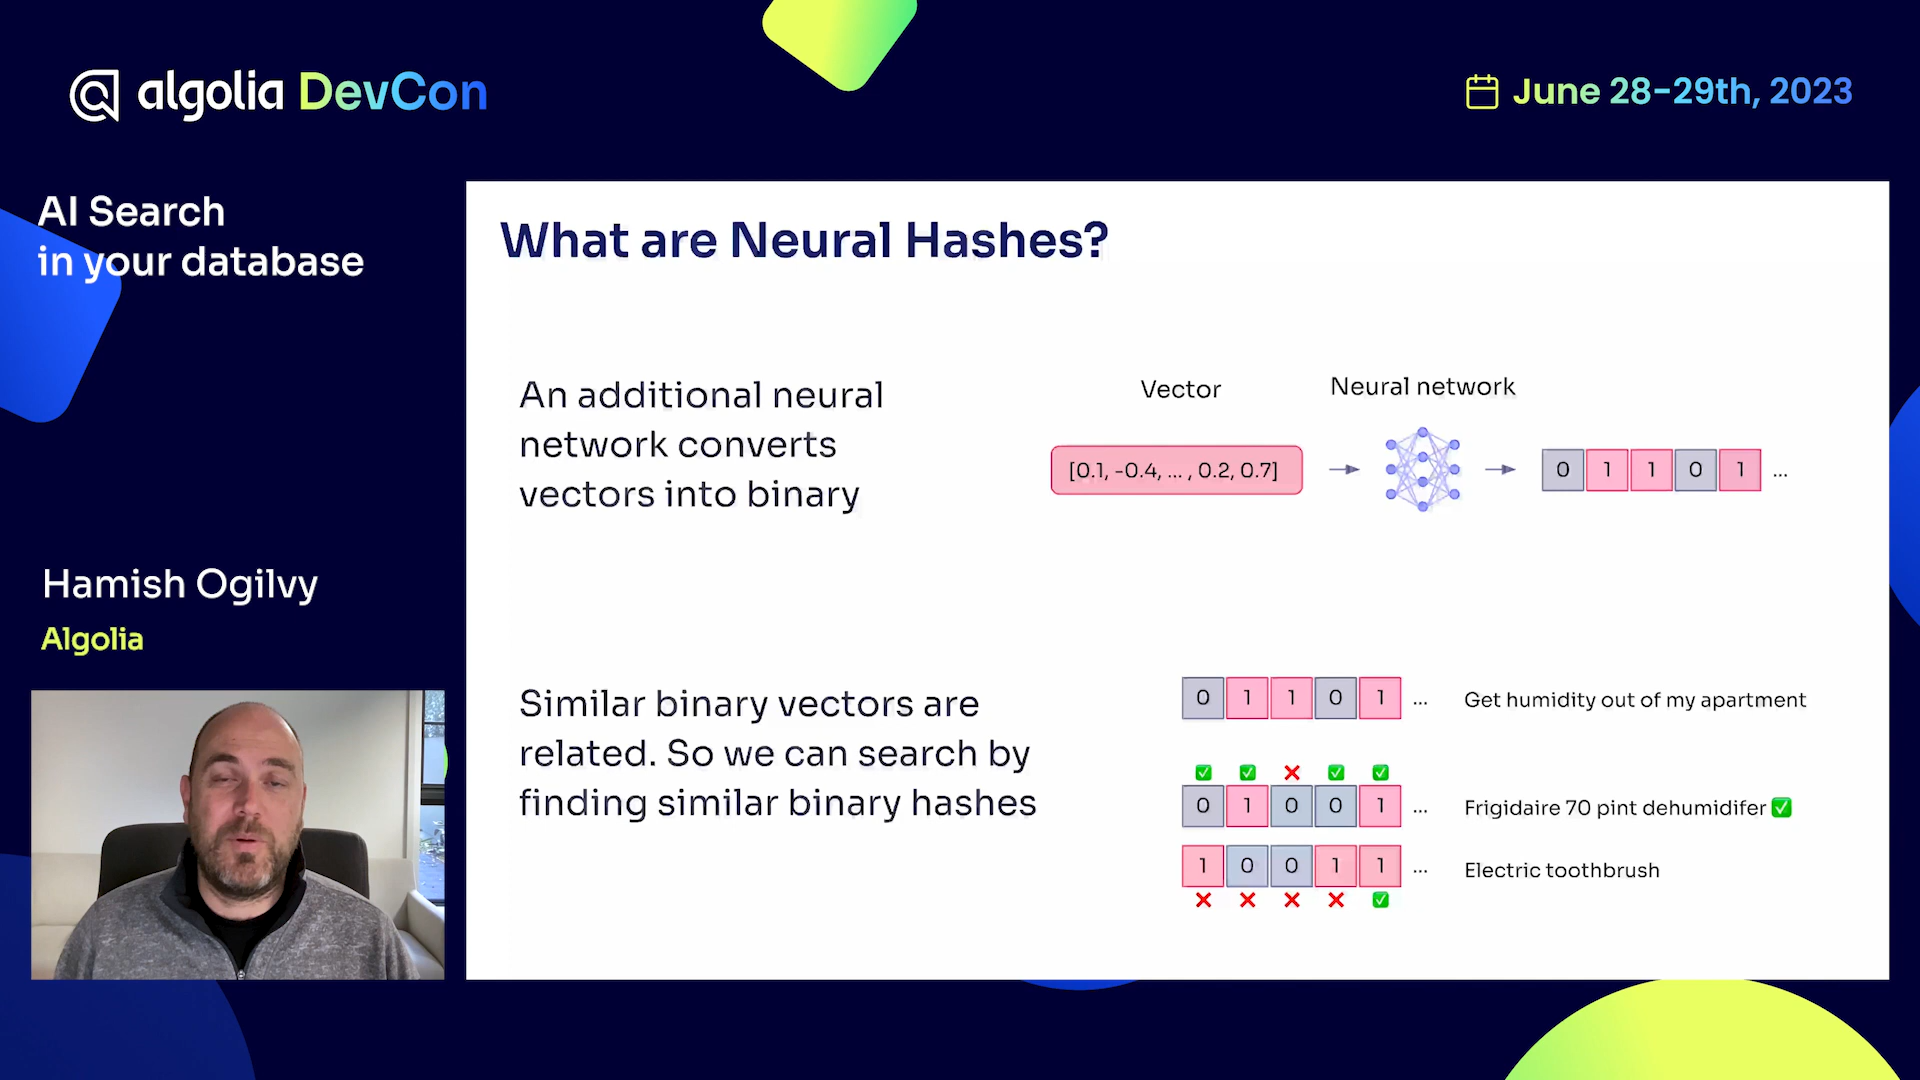 algolia DevCon
June 28-29th, 2023
AI Search
in your database
Hamish Ogilvy
Algolia
What are Neural Hashes?
An additional neural
network converts
vectors into binary
Vector
Neural network
[0.1, -0.4, ... , 0.2, 0.7]
0 1 1 0 1 ...
Similar binary vectors are
related. So we can search by
finding similar binary hashes
0 1 1 0 1 ... Get humidity out of my apartment
0 1 0 0 1 ... Frigidaire 70 pint dehumidifer
1 0 0 1 1 ... Electric toothbrush